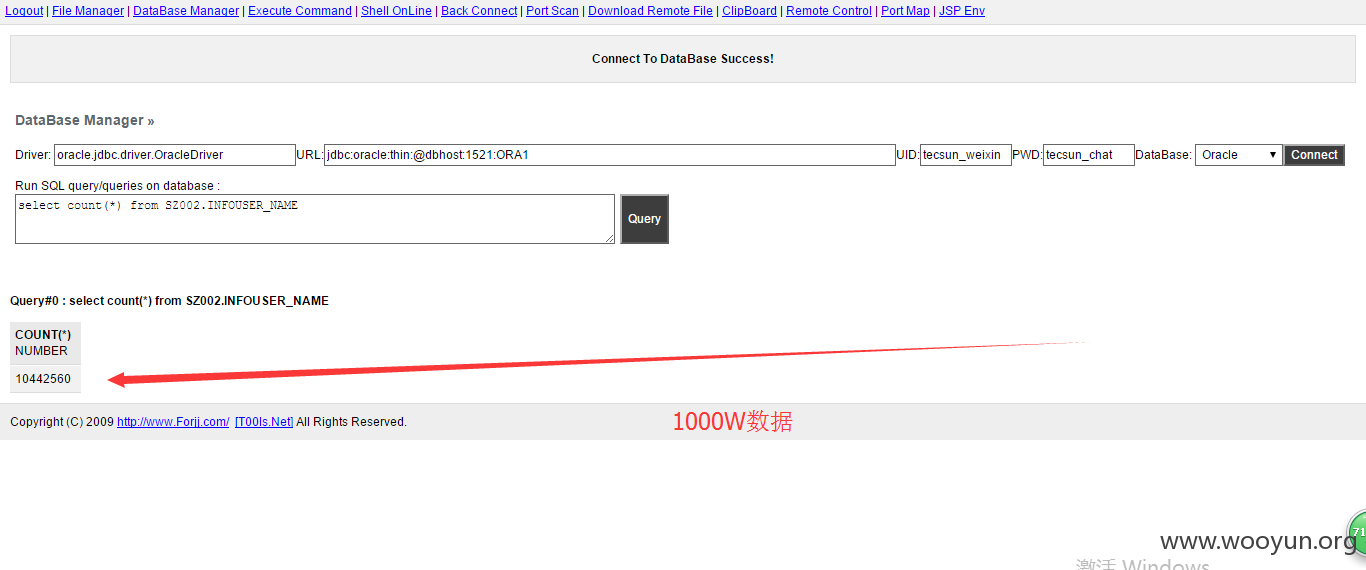 Logout | File Manager | DataBase Manager | Execute Command | Shell OnLine | Back Connect | Port Scan | Download Remote File | ClipBoard | Remote Control | Port Map | JSP Env
Connect To DataBase Success!
DataBase Manager »
Driver: oracle.jdbc.driver.OracleDriver URL: jdbc:oracle:thin:@dbhost:1521:ORA1 UID: tecsun_weixin PWD: tecsun_chat DataBase: Oracle ▼ Connect
Run SQL query/queries on database :
select count(*) from SZ002.INFOUSER_NAME
Query
Query#0 : select count(*) from SZ002.INFOUSER_NAME
COUNT(*)
NUMBER
10442560
Copyright (C) 2009 http://www.Forjj.com/ [T00ls.Net] All Rights Reserved.
1000W数据
71
www.wooyun.org
激活 Windows